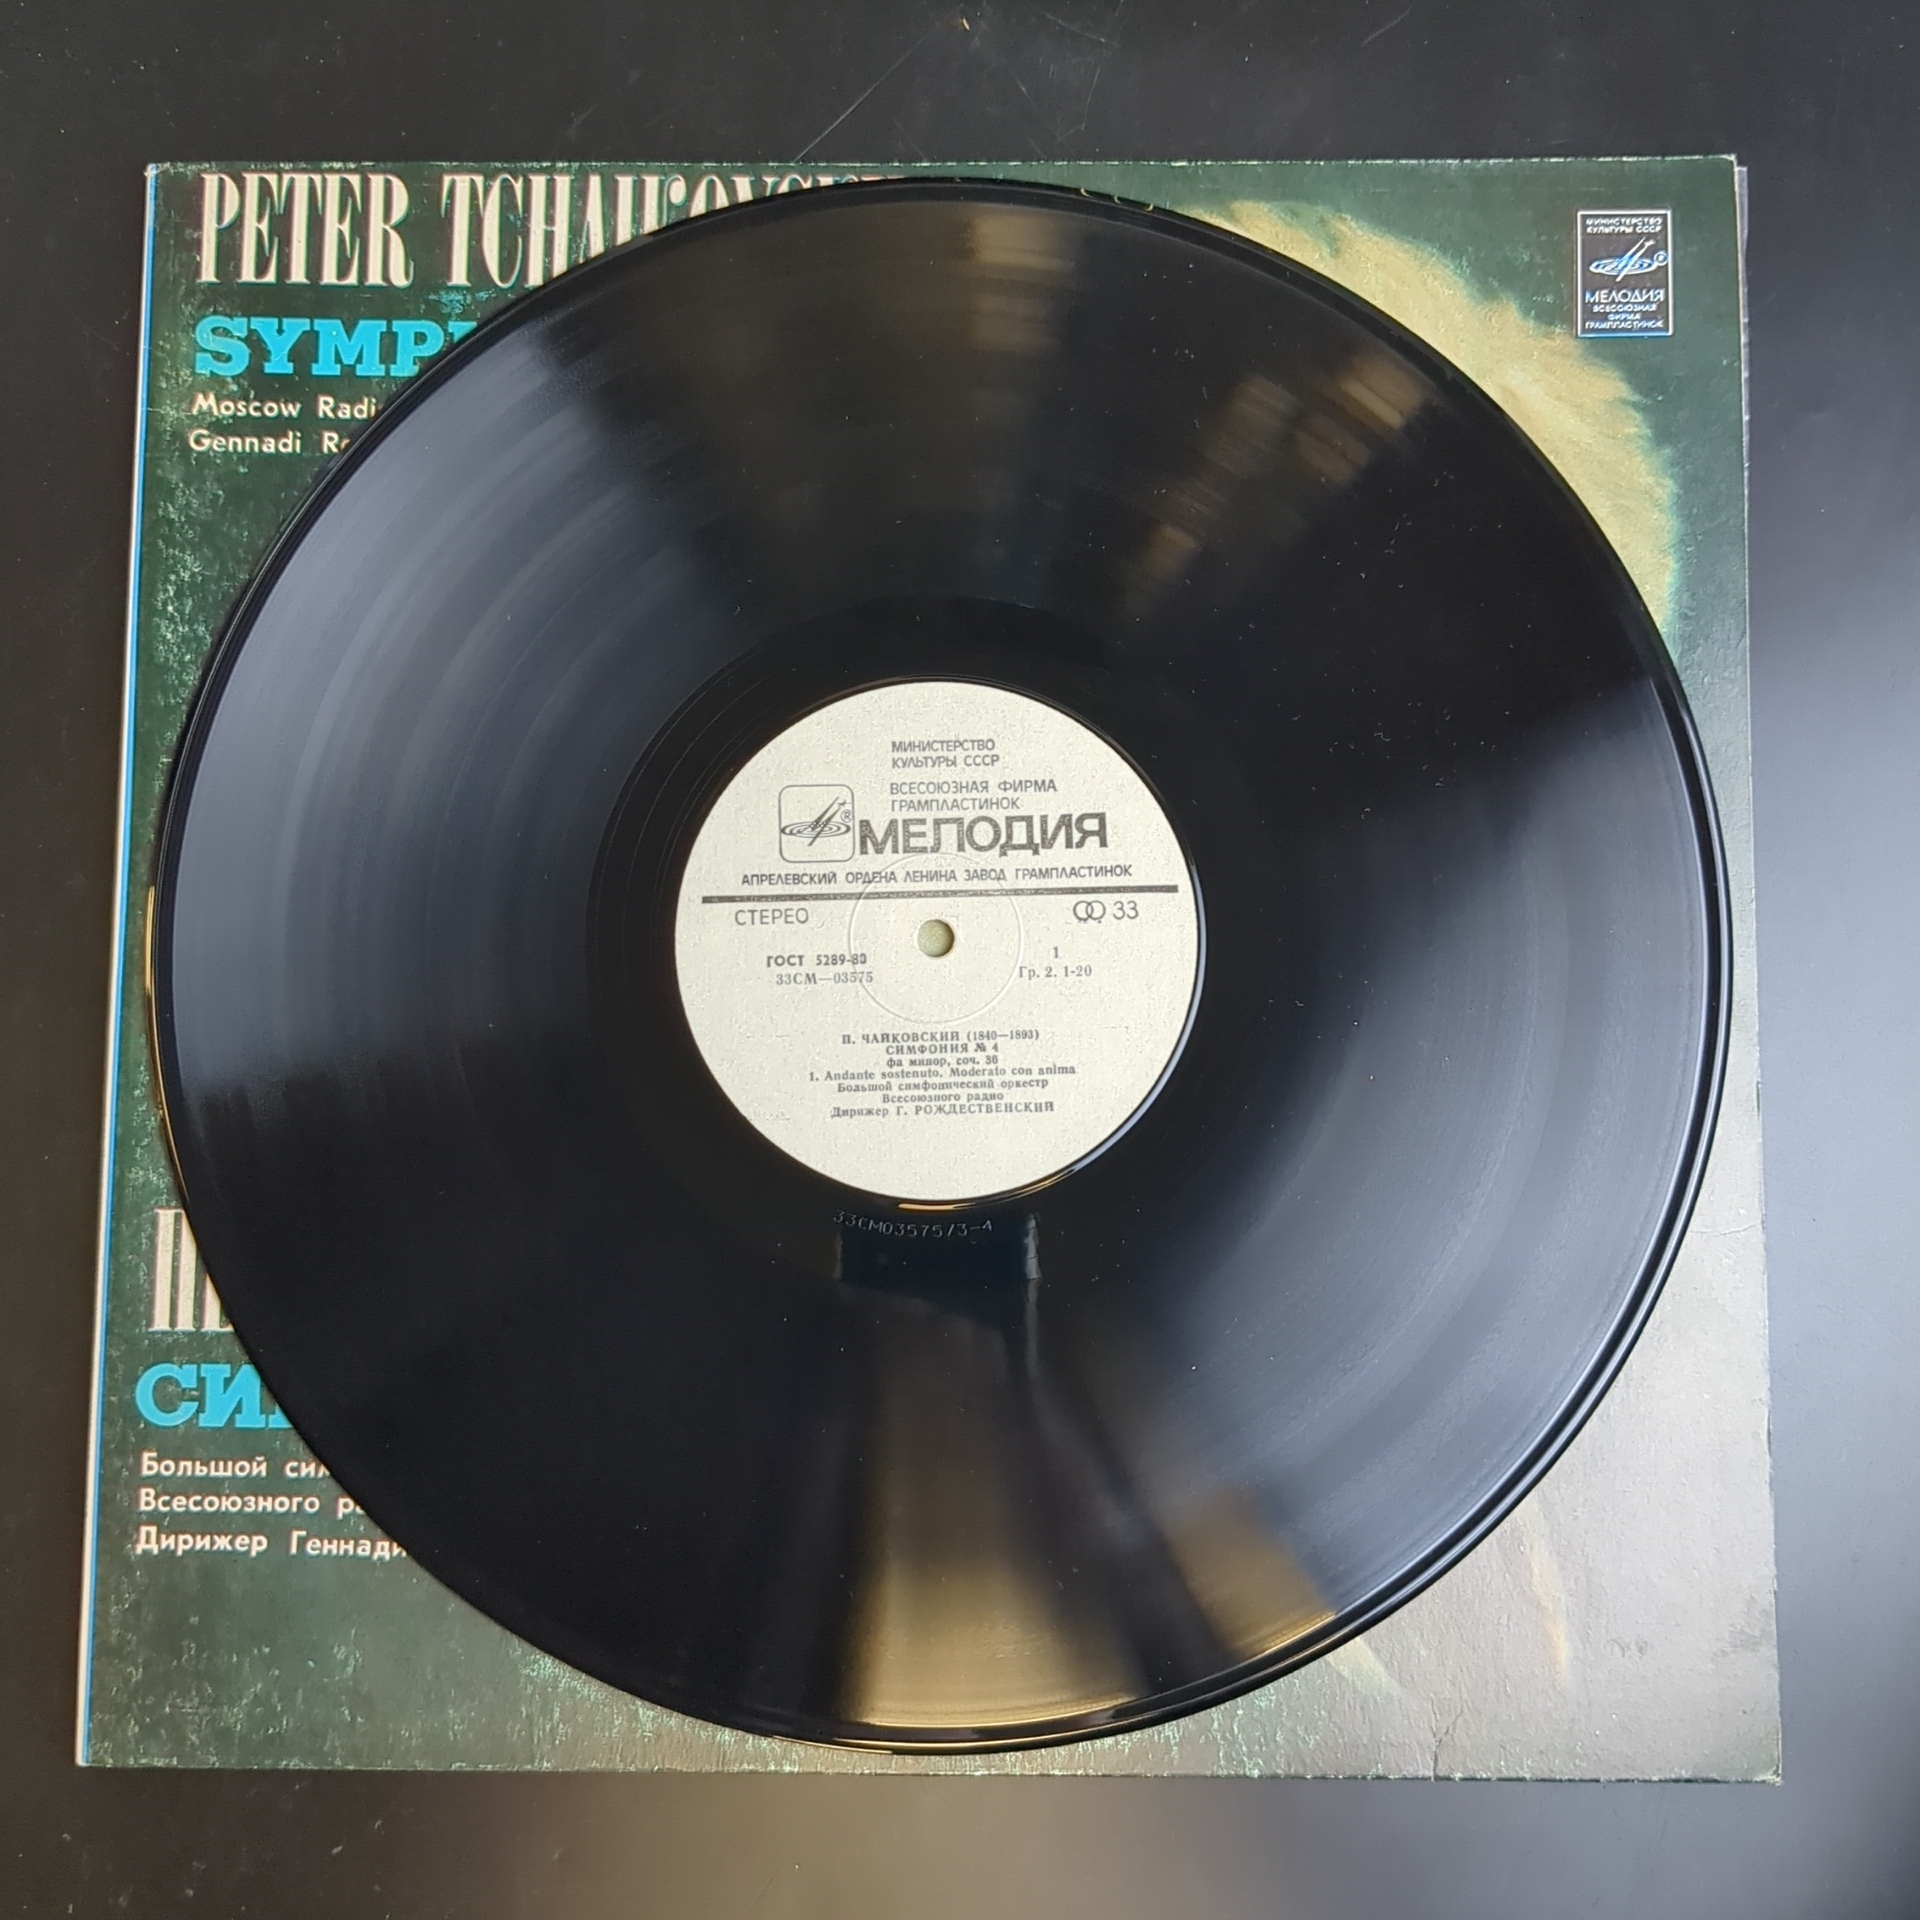 PETER TCHAIKOVSKY
SYMPH
Moscow Radi
Gennadi Ro
МИНИСТЕРСТВО
КУЛЬТУРЫ СССР
МЕЛОДИЯ
ВСЕСОЮЗНАЯ
ФИРМА
ГРАМПЛАСТИНОК
МИНИСТЕРСТВО
КУЛЬТУРЫ СССР
ВСЕСОЮЗНАЯ ФИРМА
ГРАМПЛАСТИНОК
МЕЛОДИЯ
АПРЕЛЕВСКИЙ ОРДЕНА ЛЕНИНА ЗАВОД ГРАМПЛАСТИНОК
СТЕРЕО 33
ГОСТ 5289-80 1
33СМ—03575 Гр. 2. 1-20
П. ЧАЙКОВСКИЙ (1840—1893)
СИМФОНИЯ № 4
фа минор, соч. 36
1. Andante sostenuto. Moderato con anima
Большой симфонический оркестр
Всесоюзного радио
Дирижер Г. РОЖДЕСТВЕНСКИЙ
33СМ03575/3-4
СИ
Большой сим
Всесоюзного ра
Дирижер Геннади